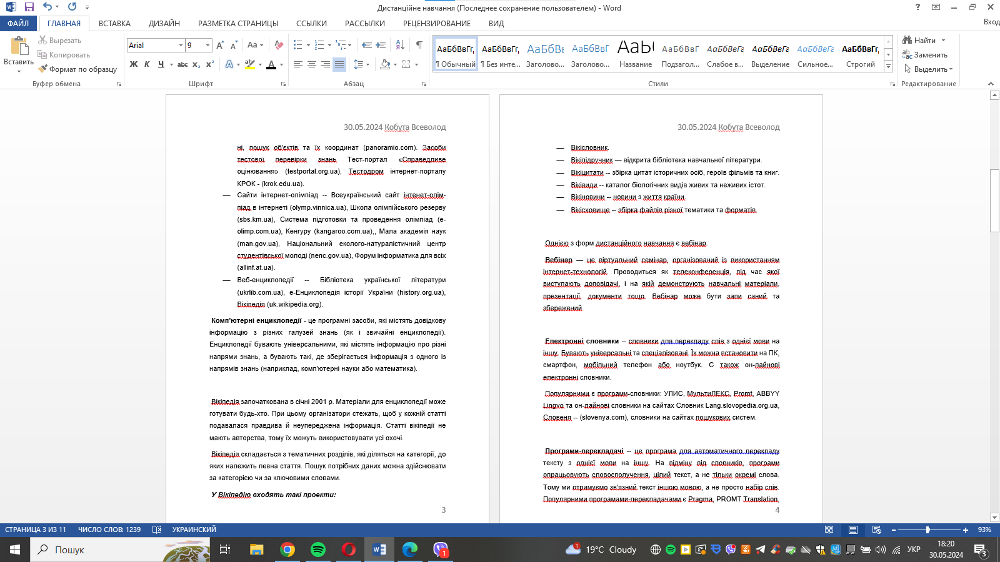 Дистанційне навчання (Последнее сохранение пользователем) - Word
ФАЙЛ ГЛАВНАЯ ВСТАВКА ДИЗАЙН РАЗМЕТКА СТРАНИЦЫ ССЫЛКИ РАССЫЛКИ РЕЦЕНЗИРОВАНИЕ ВИД Вход
Вставить
Вырезать
Копировать
Формат по образцу
Буфер обмена
Arial 9
Шрифт
Абзац
АаБбВвГг, АаБбВвГг, АаБбВ АаБбВвГ АаЬ АаБбВвГ АаБбВвГг АаБбВвГг АаБбВвГг АаБбВвГг,
¶ Обычный ¶ Без инте... Заголово... Заголово... Название Подзагол... Слабое в... Выделение Сильное... Строгий
Стили
Найти
Заменить
Выделить
Редактирование
30.05.2024 Кобута Всеволод
ні, пошук об'єктів та їх координат (panoramio.com). Засоби
тестової перевірки знань Тест-портал «Справедливе
оцінювання» (testportal.org.ua), Тестодром інтернет-порталу
КРОК - (krok.edu.ua).
— Сайти інтернет-олімпіад -- Всеукраїнський сайт інтенет-олім-
піад в інтернеті (olymp.vinnica.ua), Школа олімпійського резерву
(sbs.km.ua), Система підготовки та проведення олімпіад (e-
olimp.com.ua), Кенгуру (kangaroo.com.ua),, Мала академія наук
(man.gov.ua), Національний еколого-натуралістичний центр
студентівської молоді (nenc.gov.ua), Форум інформатика для всіх
(allinf.at.ua).
— Веб-енциклопедії -- Бібліотека української літератури
(ukrlib.com.ua), е-Енциклопедія історії України (history.org.ua),
Вікіпедія (uk.wikipedia.org).
Комп'ютерні енциклопедії - це програмні засоби, які містять довідкову
інформацію з різних галузей знань (як і звичайні енциклопедії).
Енциклопедії бувають універсальними, які містять інформацію про різні
напрями знань, а бувають такі, де зберігається інформація з одного із
напрямів знань (наприклад, комп'ютерні науки або математика).
Вікіпедія започаткована в січні 2001 р. Матеріали для енциклопедії може
готувати будь-хто. При цьому організатори стежать, щоб у кожній статті
подавалася правдива й неупереджена інформація. Статті вікіпедії не
мають авторства, тому їх можуть використовувати усі охочі.
Вікіпедія складається з тематичних розділів, які діляться на категорії, до
яких належить певна стаття. Пошук потрібних даних можна здійснювати
за категорією чи за ключовими словами.
У Вікіпедію входять такі проекти:
3
30.05.2024 Кобута Всеволод
— Вікісловник.
— Вікіпідручник — відкрита бібліотека навчальної літератури.
— Вікіцитати -- збірка цитат історичних осіб, героїв фільмів та книг.
— Віківиди -- каталог біологічних видів живих та неживих істот.
— Вікіновини -- новини з життя країни.
— Вікісховище -- збірка файлів різної тематики та форматів.
Однією з форм дистанційного навчання є вебінар.
Вебінар — це віртуальний семінар, організований із використанням
інтернет-технологій. Проводиться як телеконференція, під час якої
виступають доповідачі, і на якій демонструють навчальні матеріали,
презентації, документи тощо. Вебінар може бути запи саний та
збережений.
Електронні словники -- словники для перекладу слів з однієї мови на
іншу. Бувають універсальні та спеціалізовані. Їх можна встановити на ПК,
смартфон, мобільний телефон або ноутбук. С також он-лайнові
електронні словники.
Популярними є програми-словники: УЛИС, МультиЛЕКС, Promt, ABBYY
Lingvo та он-лайнові словники на сайтах Словник Lang.slovopedia.org.ua,
Словеня -- (slovenya.com), словники на сайтах пошукових систем.
Програми-перекладачі -- це програма для автоматичного перекладу
тексту з однієї мови на іншу. На відміну від словників, програми
опрацьовують словосполучення, цілий текст, а не тільки окремі слова.
Тому ми отримуємо зв'язний текст іншою мовою, а не просто набір слів.
Популярними програмами-перекладачами є Pragma, PROMT Translation,
4
СТРАНИЦА 3 ИЗ 11 ЧИСЛО СЛОВ: 1239 УКРАИНСКИЙ 93%
Пошук
1
1
19°C Cloudy
УКР
18:20
30.05.2024
3